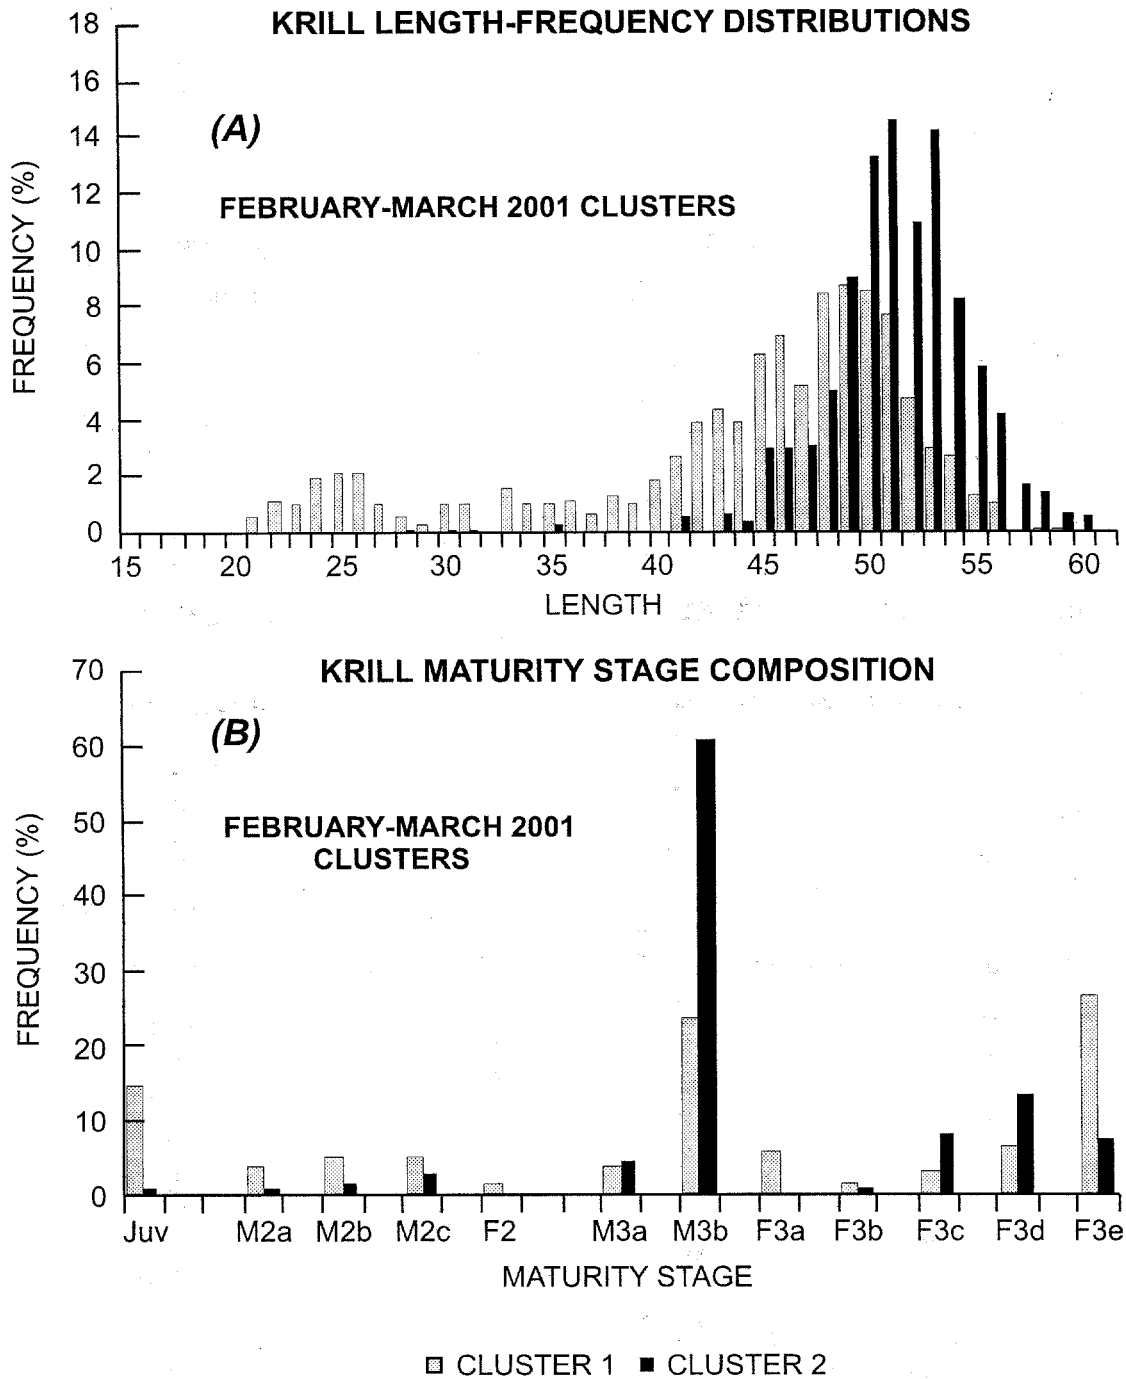 KRILL LENGTH-FREQUENCY DISTRIBUTIONS
(A)
FEBRUARY-MARCH 2001 CLUSTERS
FREQUENCY (%)
18
16
14
12
10
8
6
4
2
0
15 20 25 30 35 40 45 50 55 60
LENGTH
KRILL MATURITY STAGE COMPOSITION
(B)
FEBRUARY-MARCH 2001
CLUSTERS
FREQUENCY (%)
70
60
50
40
30
20
10
0
Juv M2a M2b M2c F2 M3a M3b F3a F3b F3c F3d F3e
MATURITY STAGE
CLUSTER 1 CLUSTER 2